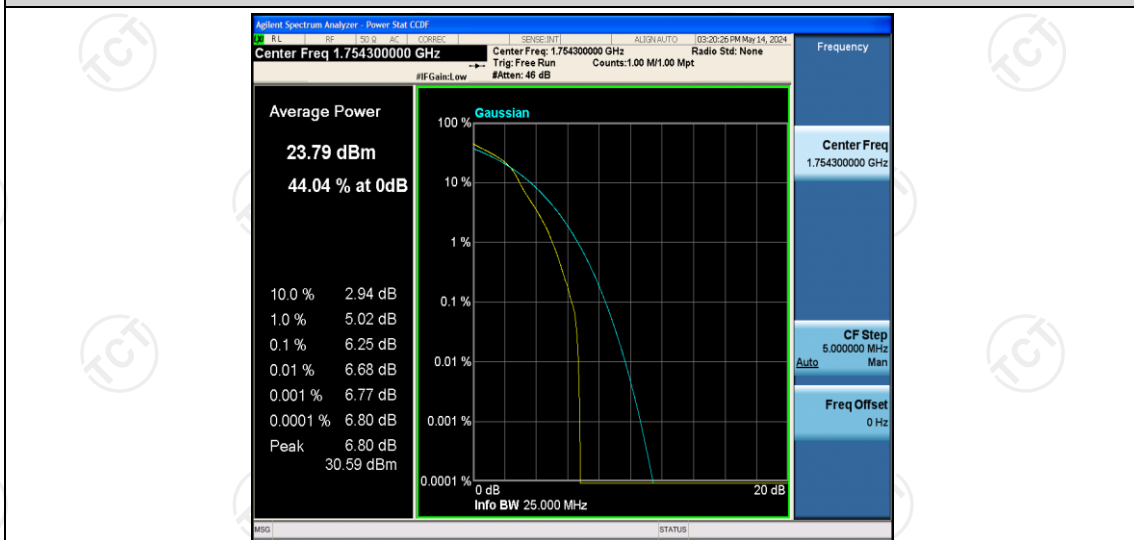 Agilent Spectrum Analyzer - Power Stat CCDF
RL RF 50 Ω AC CORREC SENSE:INT ALIGN AUTO 03:20:26 PM May 14, 2024
Center Freq 1.754300000 GHz
Center Freq: 1.754300000 GHz Radio Std: None
Trig: Free Run Counts:1.00 M/1.00 Mpt
#IFGain:Low #Atten: 46 dB
Frequency
Average Power
23.79 dBm
44.04 % at 0dB
10.0 % 2.94 dB
1.0 % 5.02 dB
0.1 % 6.25 dB
0.01 % 6.68 dB
0.001 % 6.77 dB
0.0001 % 6.80 dB
Peak 6.80 dB
30.59 dBm
Gaussian
100 %
10 %
1 %
0.1 %
0.01 %
0.001 %
0.0001 %
0 dB 20 dB
Info BW 25.000 MHz
Center Freq
1.754300000 GHz
CF Step
5.000000 MHz
Auto Man
Freq Offset
0 Hz
MSG STATUS
TCT
TCT
TCT
TCT